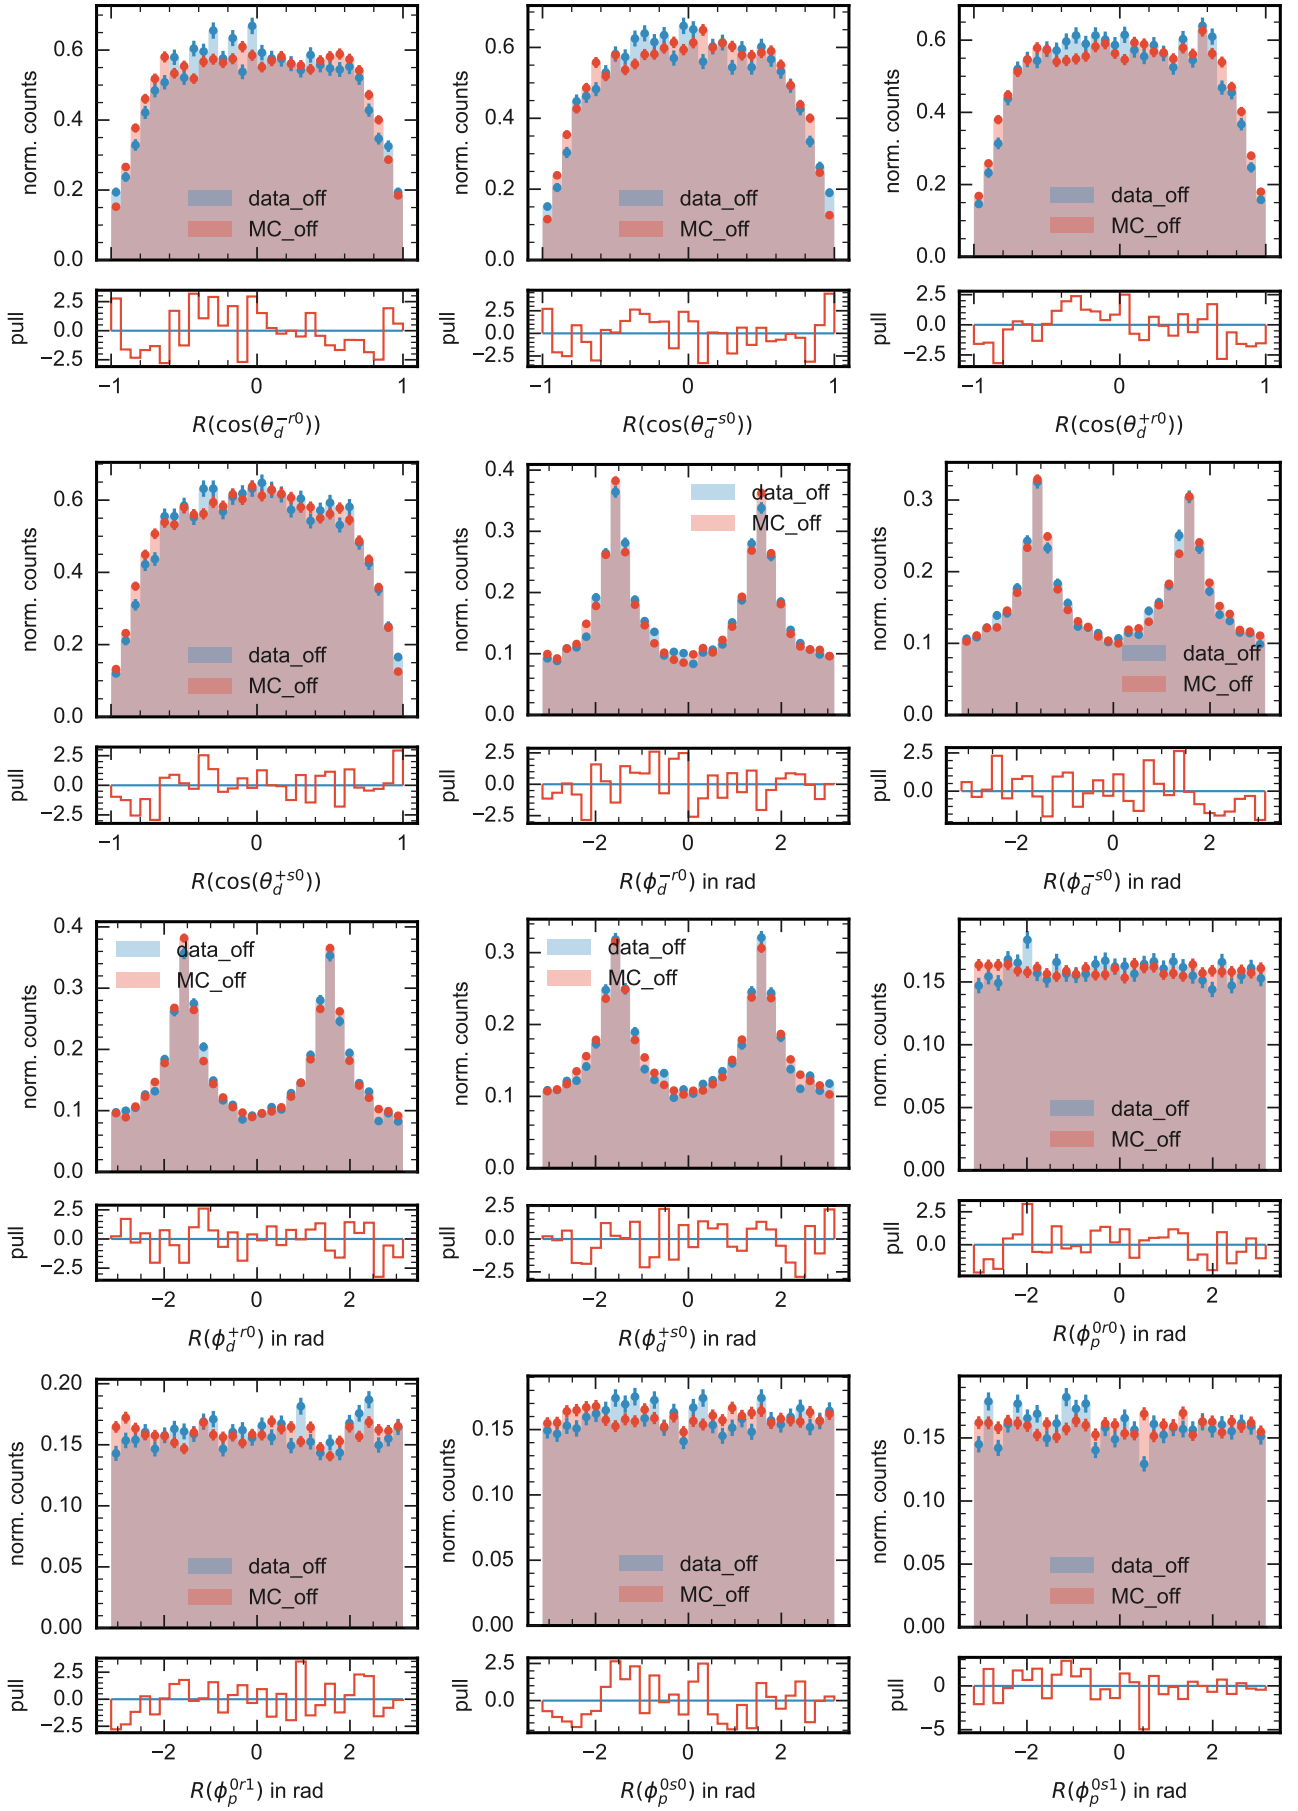 norm. counts
0.6
0.4
0.2
0.0
data_off
MC_off
pull
2.5
0.0
−2.5
−1
0
1
R(cos(θ_d^{−r0}))
norm. counts
0.6
0.4
0.2
0.0
data_off
MC_off
pull
2.5
0.0
−2.5
−1
0
1
R(cos(θ_d^{−s0}))
norm. counts
0.6
0.4
0.2
0.0
data_off
MC_off
pull
2.5
0.0
−2.5
−1
0
1
R(cos(θ_d^{+r0}))
norm. counts
0.6
0.4
0.2
0.0
data_off
MC_off
pull
2.5
0.0
−2.5
−1
0
1
R(cos(θ_d^{+s0}))
norm. counts
0.4
0.3
0.2
0.1
0.0
data_off
MC_off
pull
2.5
0.0
−2.5
−2
0
2
R(ϕ_d^{−r0}) in rad
norm. counts
0.3
0.2
0.1
0.0
data_off
MC_off
pull
2.5
0.0
−2
0
2
R(ϕ_d^{−s0}) in rad
norm. counts
0.4
0.3
0.2
0.1
0.0
data_off
MC_off
pull
2.5
0.0
−2.5
−2
0
2
R(ϕ_d^{+r0}) in rad
norm. counts
0.3
0.2
0.1
0.0
data_off
MC_off
pull
2.5
0.0
−2.5
−2
0
2
R(ϕ_d^{+s0}) in rad
norm. counts
0.15
0.10
0.05
0.00
data_off
MC_off
pull
2.5
0.0
−2
0
2
R(ϕ_p^{0r0}) in rad
norm. counts
0.20
0.15
0.10
0.05
0.00
data_off
MC_off
pull
2.5
0.0
−2.5
−2
0
2
R(ϕ_p^{0r1}) in rad
norm. counts
0.15
0.10
0.05
0.00
data_off
MC_off
pull
2.5
0.0
−2
0
2
R(ϕ_p^{0s0}) in rad
norm. counts
0.15
0.10
0.05
0.00
data_off
MC_off
pull
0
−5
−2
0
2
R(ϕ_p^{0s1}) in rad